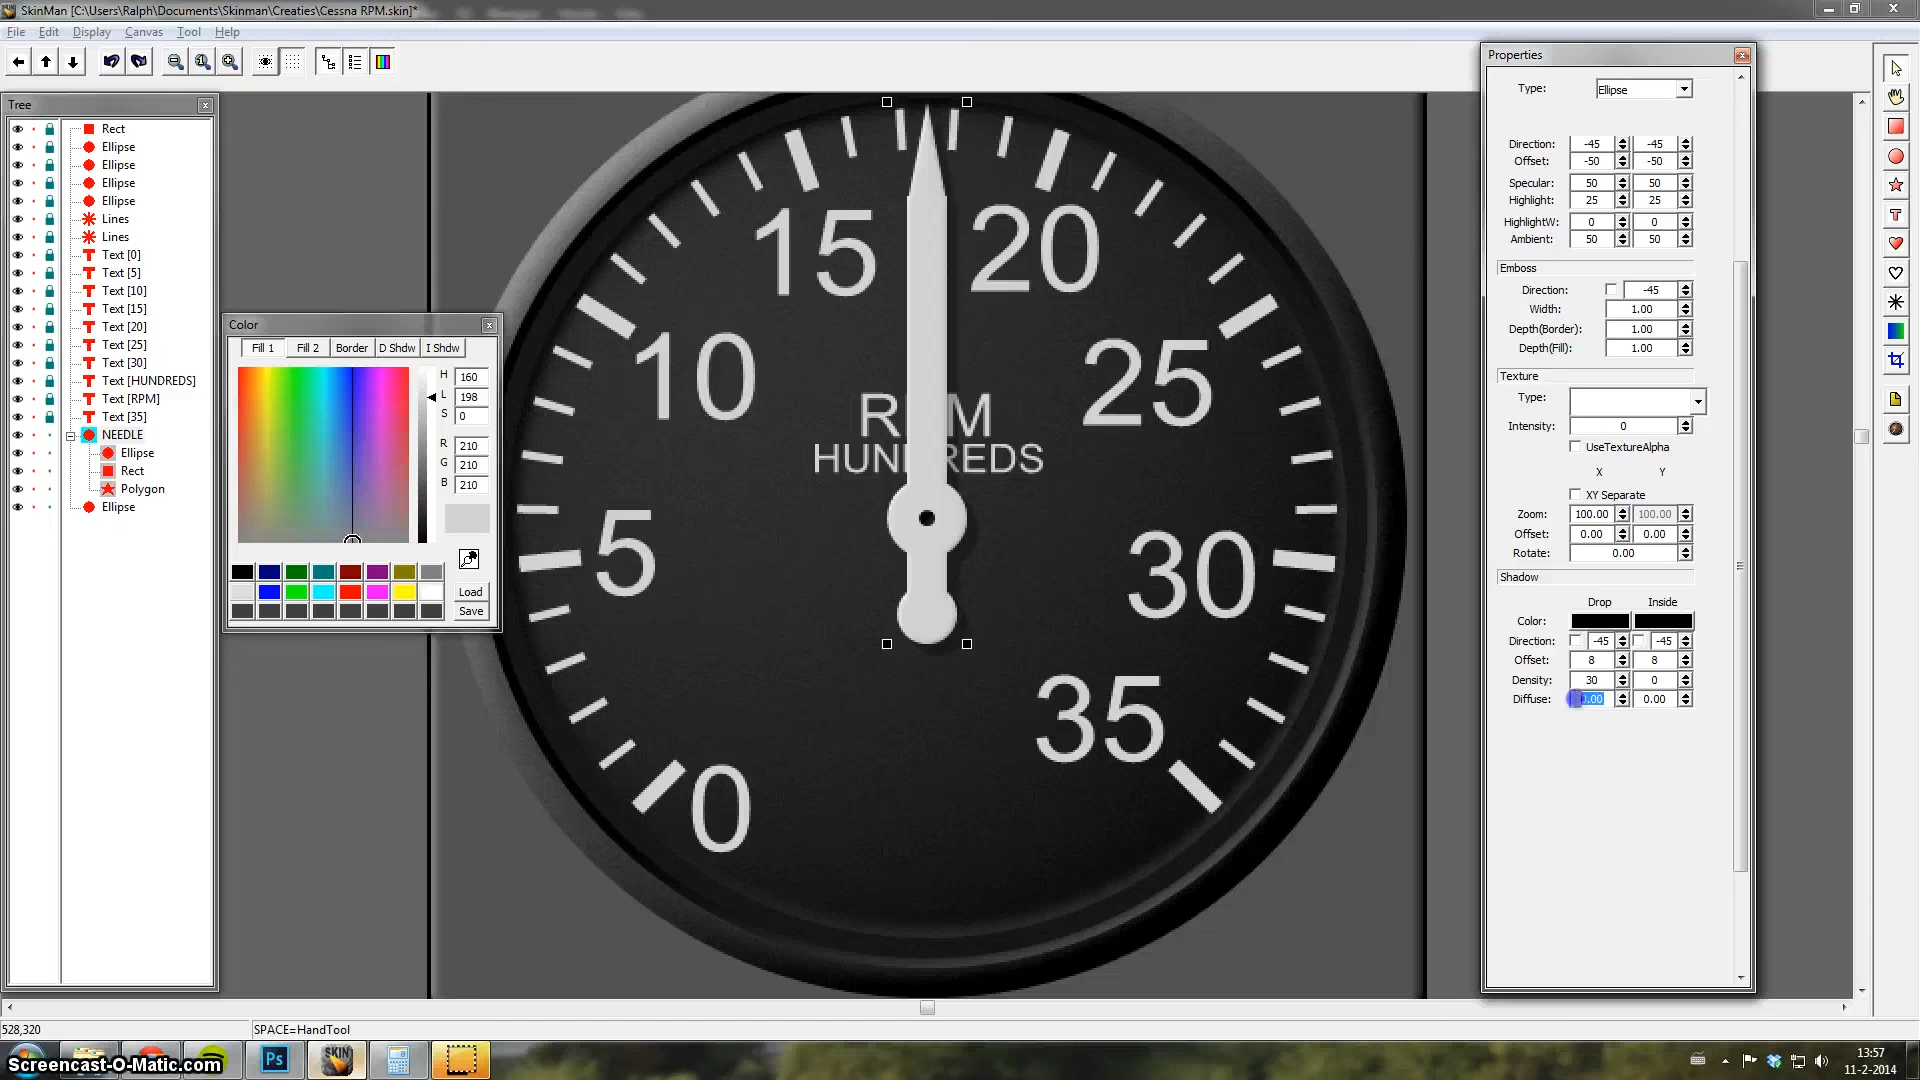 SkinMan [C:\Users\Ralph\Documents\Skinman\Creaties\Cessna RPM.skin]*
File Edit Display Canvas Tool Help
Tree
Rect
Ellipse
Ellipse
Ellipse
Ellipse
Lines
Lines
Text [0]
Text [5]
Text [10]
Text [15]
Text [20]
Text [25]
Text [30]
Text [HUNDREDS]
Text [RPM]
Text [35]
NEEDLE
Ellipse
Rect
Polygon
Ellipse
Color
Fill 1 Fill 2 Border D Shdw I Shdw
H 160
L 198
S 0
R 210
G 210
B 210
Load
Save
15 20
10 25
RPM
HUNDREDS
5 30
35
0
Properties
Type: Ellipse
Direction: -45 -45
Offset: -50 -50
Specular: 50 50
Highlight: 25 25
HighlightW: 0 0
Ambient: 50 50
Emboss
Direction: -45
Width: 1.00
Depth(Border): 1.00
Depth(Fill): 1.00
Texture
Type:
Intensity: 0
UseTextureAlpha
X Y
XY Separate
Zoom: 100.00 100.00
Offset: 0.00 0.00
Rotate: 0.00
Shadow
Drop Inside
Color:
Direction: -45 -45
Offset: 8 8
Density: 30 0
Diffuse: 0.00 0.00
528,320 SPACE=HandTool
Screencast-O-Matic.com
Ps
SKIN
13:57
11-2-2014